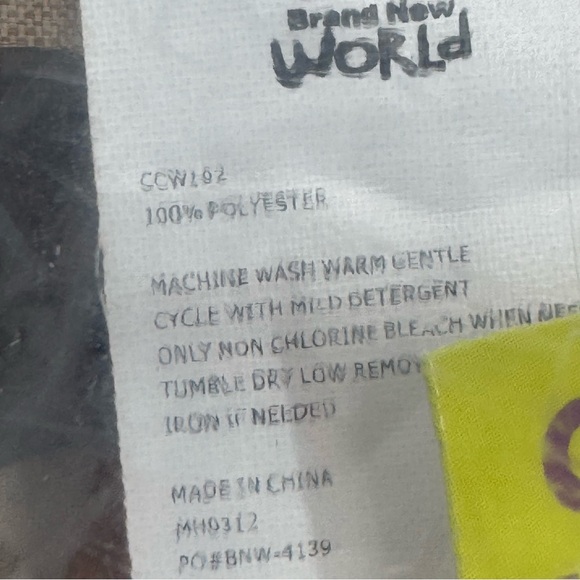 Brand New
WORLd
CCW102
100% POLYESTER
MACHINE WASH WARM GENTLE
CYCLE WITH MILD DETERGENT
ONLY NON CHLORINE BLEACH WHEN
TUMBLE DRY LOW
IRON IF NEEDED
MADE IN CHINA
MH0312
PO#BNW-4139